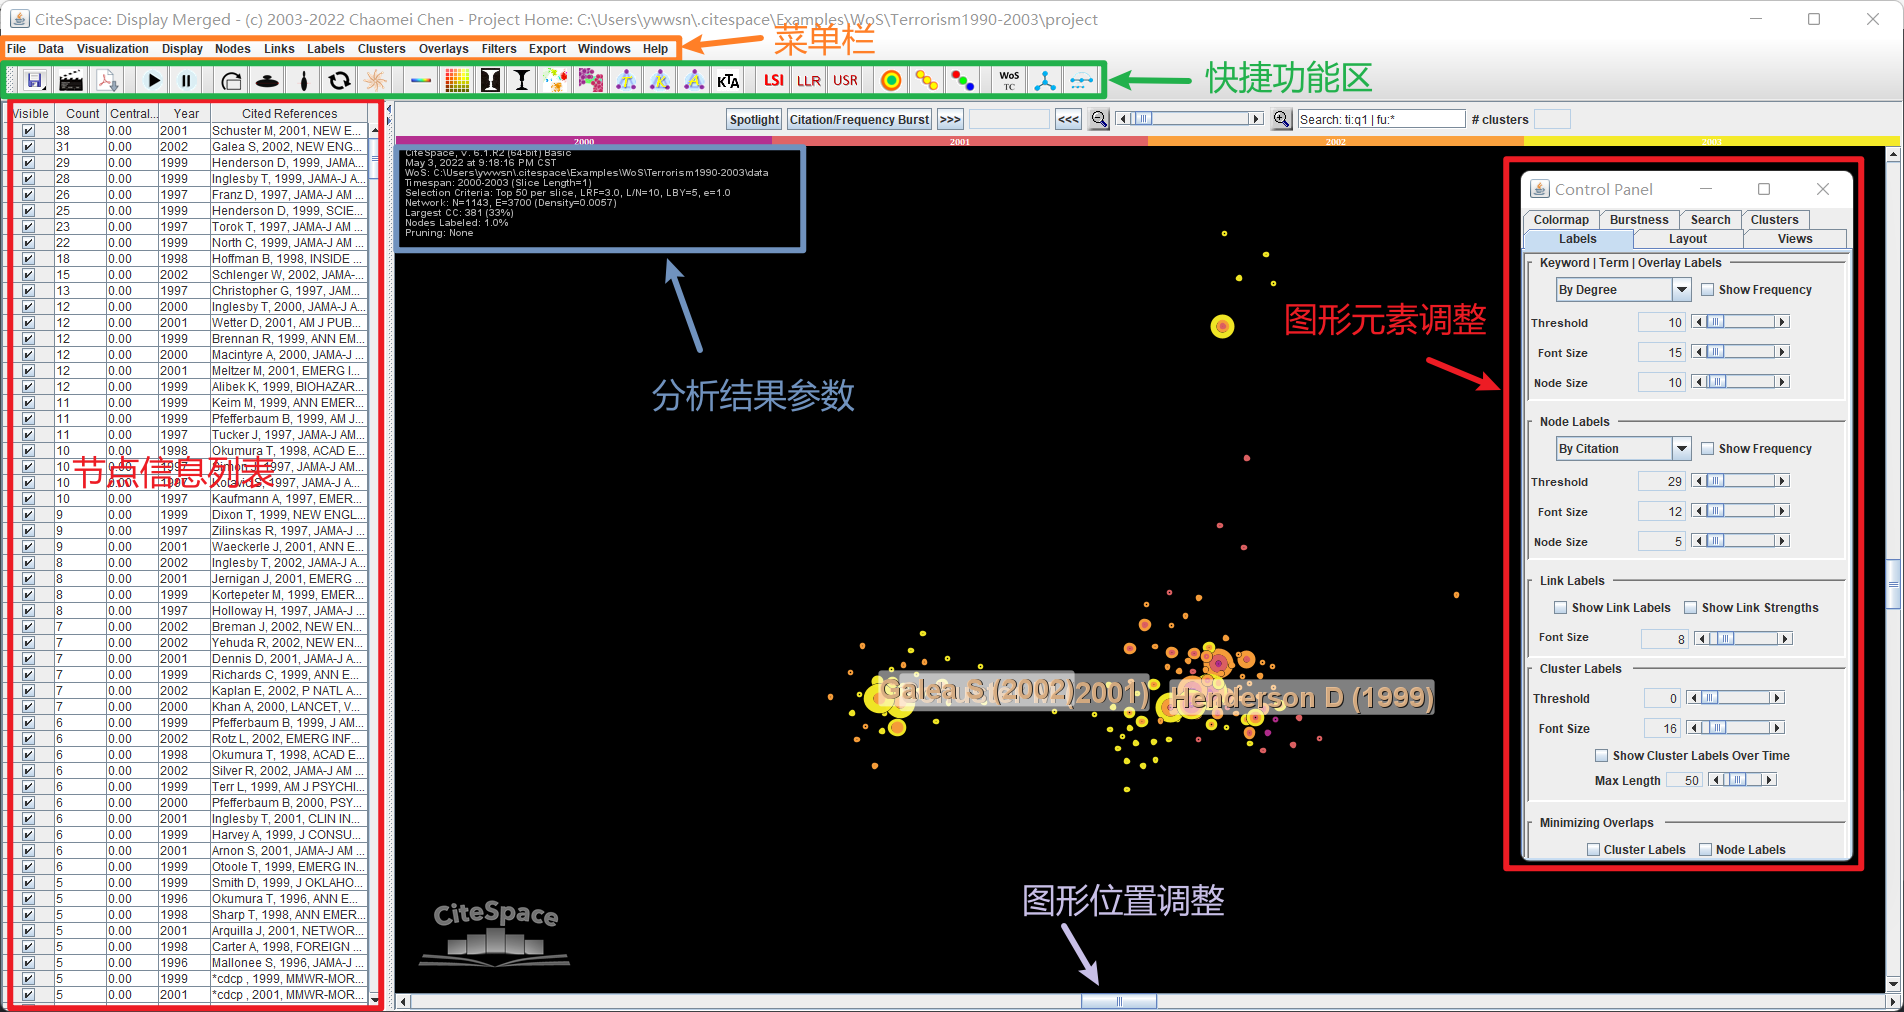 CiteSpace: Display Merged - (c) 2003-2022 Chaomei Chen - Project Home: C:\Users\ywwsn\.citespace\Examples\WoS\Terrorism1990-2003\project
File Data Visualization Display Nodes Links Labels Clusters Overlays Filters Export Windows Help
菜单栏
LSI LLR USR WoS TC
快捷功能区
Visible Count Central... Year Cited References
38 0.00 2001 Schuster M, 2001, NEW E...
31 0.00 2002 Galea S, 2002, NEW ENG...
29 0.00 1999 Henderson D, 1999, JAMA...
28 0.00 1999 Inglesby T, 1999, JAMA-J...
26 0.00 1997 Franz D, 1997, JAMA-J AM ...
25 0.00 1999 Henderson D, 1999, SCIE...
23 0.00 1997 Torok T, 1997, JAMA-J AM ...
22 0.00 1999 North C, 1999, JAMA-J AM ...
18 0.00 1998 Hoffman B, 1998, INSIDE ...
15 0.00 2002 Schlenger W, 2002, JAMA-...
13 0.00 1997 Christopher G, 1997, JAM...
12 0.00 2000 Inglesby T, 2000, JAMA-J A...
12 0.00 2001 Wetter D, 2001, AM J PUB...
12 0.00 1999 Brennan R, 1999, ANN EM...
12 0.00 2000 Macintyre A, 2000, JAMA-J ...
12 0.00 2001 Meltzer M, 2001, EMERG I...
12 0.00 1999 Alibek K, 1999, BIOHAZAR...
11 0.00 1999 Keim M, 1999, ANN EMER...
11 0.00 1999 Pfefferbaum B, 1999, AM J...
11 0.00 1997 Tucker J, 1997, JAMA-J AM...
10 0.00 1998 Okumura T, 1998, ACAD E...
10 0.00 1997 Simon J, 1997, JAMA-J AM...
节点信息列表
10 0.00 1997 Kolavic S, 1997, JAMA-J A...
10 0.00 1997 Kaufmann A, 1997, EMER...
9 0.00 1999 Dixon T, 1999, NEW ENGL...
9 0.00 1997 Zilinskas R, 1997, JAMA-J ...
9 0.00 2001 Waeckerle J, 2001, ANN E...
8 0.00 2002 Inglesby T, 2002, JAMA-J A...
8 0.00 2001 Jernigan J, 2001, EMERG ...
8 0.00 1999 Kortepeter M, 1999, EMER...
8 0.00 1997 Holloway H, 1997, JAMA-J ...
7 0.00 2002 Breman J, 2002, NEW EN...
7 0.00 2002 Yehuda R, 2002, NEW EN...
7 0.00 2001 Dennis D, 2001, JAMA-J A...
7 0.00 1999 Richards C, 1999, ANN E...
7 0.00 2002 Kaplan E, 2002, P NATL A...
7 0.00 2000 Khan A, 2000, LANCET, V...
6 0.00 1999 Pfefferbaum B, 1999, J AM...
6 0.00 2002 Rotz L, 2002, EMERG INF...
6 0.00 1998 Okumura T, 1998, ACAD E...
6 0.00 2002 Silver R, 2002, JAMA-J AM ...
6 0.00 1999 Terr L, 1999, AM J PSYCHI...
6 0.00 2000 Pfefferbaum B, 2000, PSY...
6 0.00 2001 Inglesby T, 2001, CLIN IN...
6 0.00 1999 Harvey A, 1999, J CONSU...
6 0.00 2001 Arnon S, 2001, JAMA-J AM ...
6 0.00 1999 Otoole T, 1999, EMERG IN...
5 0.00 1999 Smith D, 1999, J OKLAHO...
5 0.00 1996 Okumura T, 1996, ANN E...
5 0.00 1998 Sharp T, 1998, ANN EMER...
5 0.00 2001 Arquilla J, 2001, NETWOR...
5 0.00 1998 Carter A, 1998, FOREIGN ...
5 0.00 1996 Mallonee S, 1996, JAMA-J ...
5 0.00 1999 *cdcp , 1999, MMWR-MOR...
5 0.00 2001 *cdcp , 2001, MMWR-MOR...
Spotlight Citation/Frequency Burst >>> <<< Search: ti:q1 | fu:* # clusters
2000 2001 2002 2003
CiteSpace, v. 6.1.R2 (64-bit) Basic
May 3, 2022 at 9:18:16 PM CST
WoS: C:\Users\ywwsn\.citespace\Examples\WoS\Terrorism1990-2003\data
Timespan: 2000-2003 (Slice Length=1)
Selection Criteria: Top 50 per slice, LRF=3.0, L/N=10, LBY=5, e=1.0
Network: N=1143, E=3700 (Density=0.0057)
Largest CC: 381 (33%)
Nodes Labeled: 1.0%
Pruning: None
分析结果参数
Galea S (2002) 2001)
Henderson D (1999)
CiteSpace
图形位置调整
图形元素调整
Control Panel
Colormap Burstness Search Clusters
Labels Layout Views
Keyword | Term | Overlay Labels
By Degree Show Frequency
Threshold 10
Font Size 15
Node Size 10
Node Labels
By Citation Show Frequency
Threshold 29
Font Size 12
Node Size 5
Link Labels
Show Link Labels Show Link Strengths
Font Size 8
Cluster Labels
Threshold 0
Font Size 16
Show Cluster Labels Over Time
Max Length 50
Minimizing Overlaps
Cluster Labels Node Labels